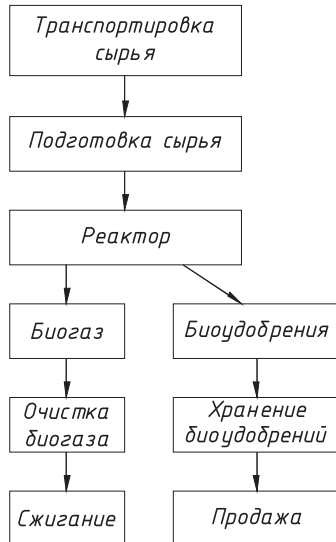 Транспортировка
сырья
Подготовка сырья
Реактор
Биогаз
Биоудобрения
Очистка
биогаза
Хранение
биоудобрений
Сжигание
Продажа